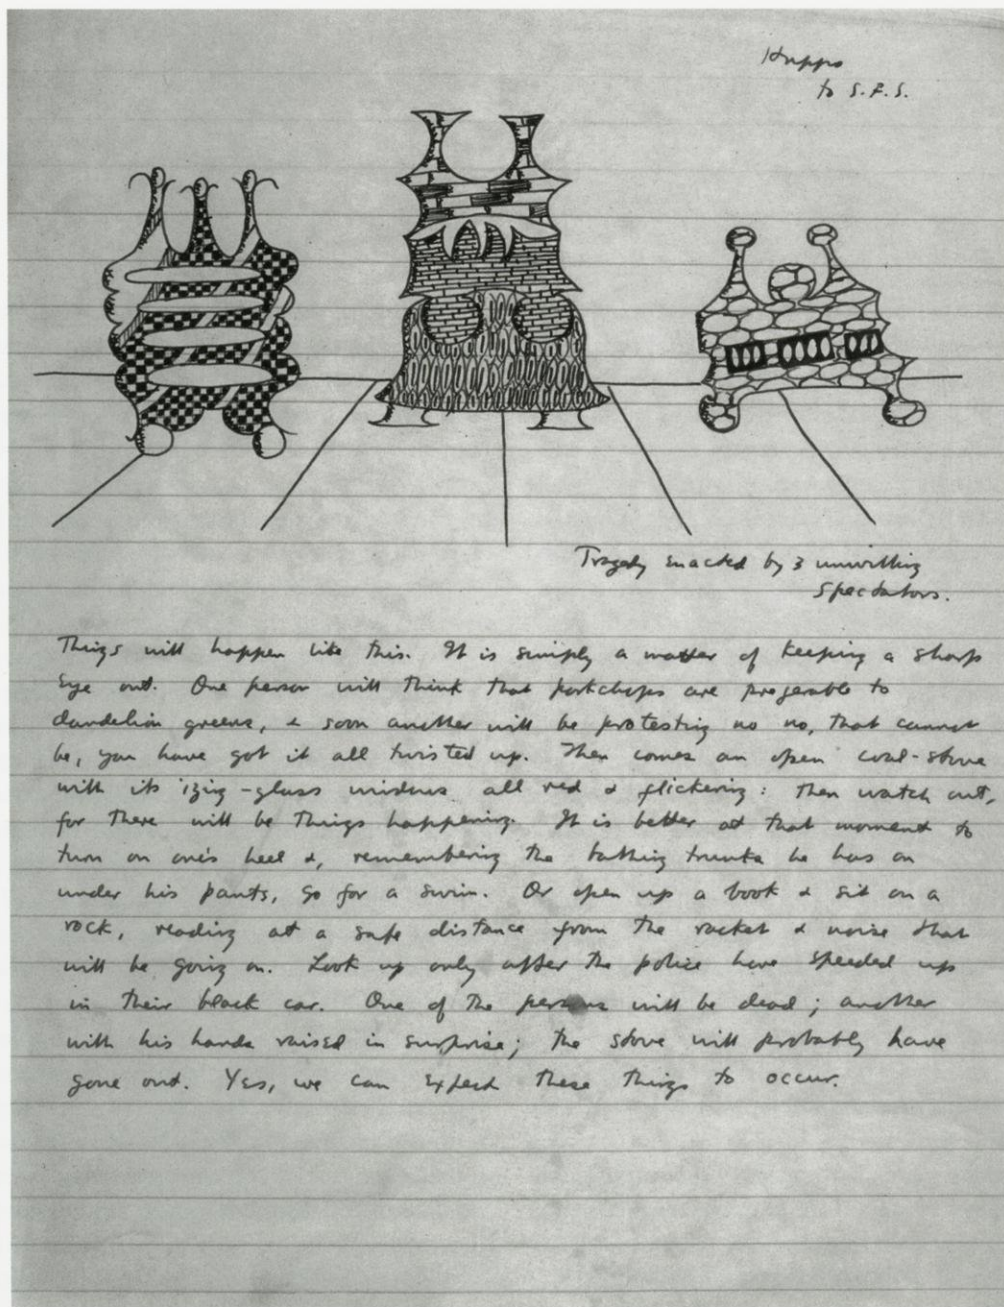 to S.F.S.
Tragedy enacted by 3 unwilling
spectators.
Things will happen like this. It is simply a matter of keeping a sharp
eye out. One person will think that porkchops are preferable to
dandelion greens, & soon another will be protesting no no, that cannot
be, you have got it all twisted up. Then comes an open coal-stove
with its izing-glass windows all red & flickering: then watch out,
for there will be Things happening. It is better at that moment to
turn on one's heel &, remembering the bathing trunks he has on
under his pants, go for a swim. Or open up a book & sit on a
rock, reading at a safe distance from the racket & noise that
will be going on. Look up only after the police have speeded up
in their black car. One of the persons will be dead; another
with his hands raised in surprise; the stove will probably have
gone out. Yes, we can expect these things to occur.